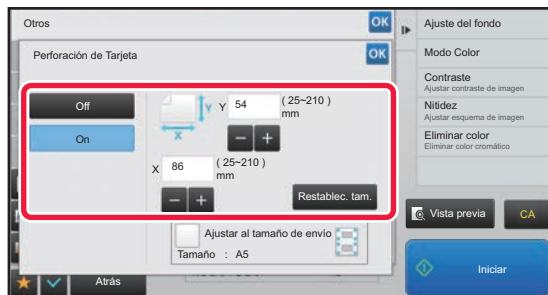 Otros
OK
Perforación de Tarjeta
OK
Off
On
Y
X
Y 54 ( 25~210 )
mm
- +
X 86 ( 25~210 )
mm
- +
Restablec. tam.
Ajustar al tamaño de envío
Tamaño : A5
Atrás
Ajuste del fondo
Modo Color
Contraste
Ajustar contraste de imagen
Nitidez
Ajustar esquema de imagen
Eliminar color
Eliminar color cromático
Vista previa
CA
Iniciar